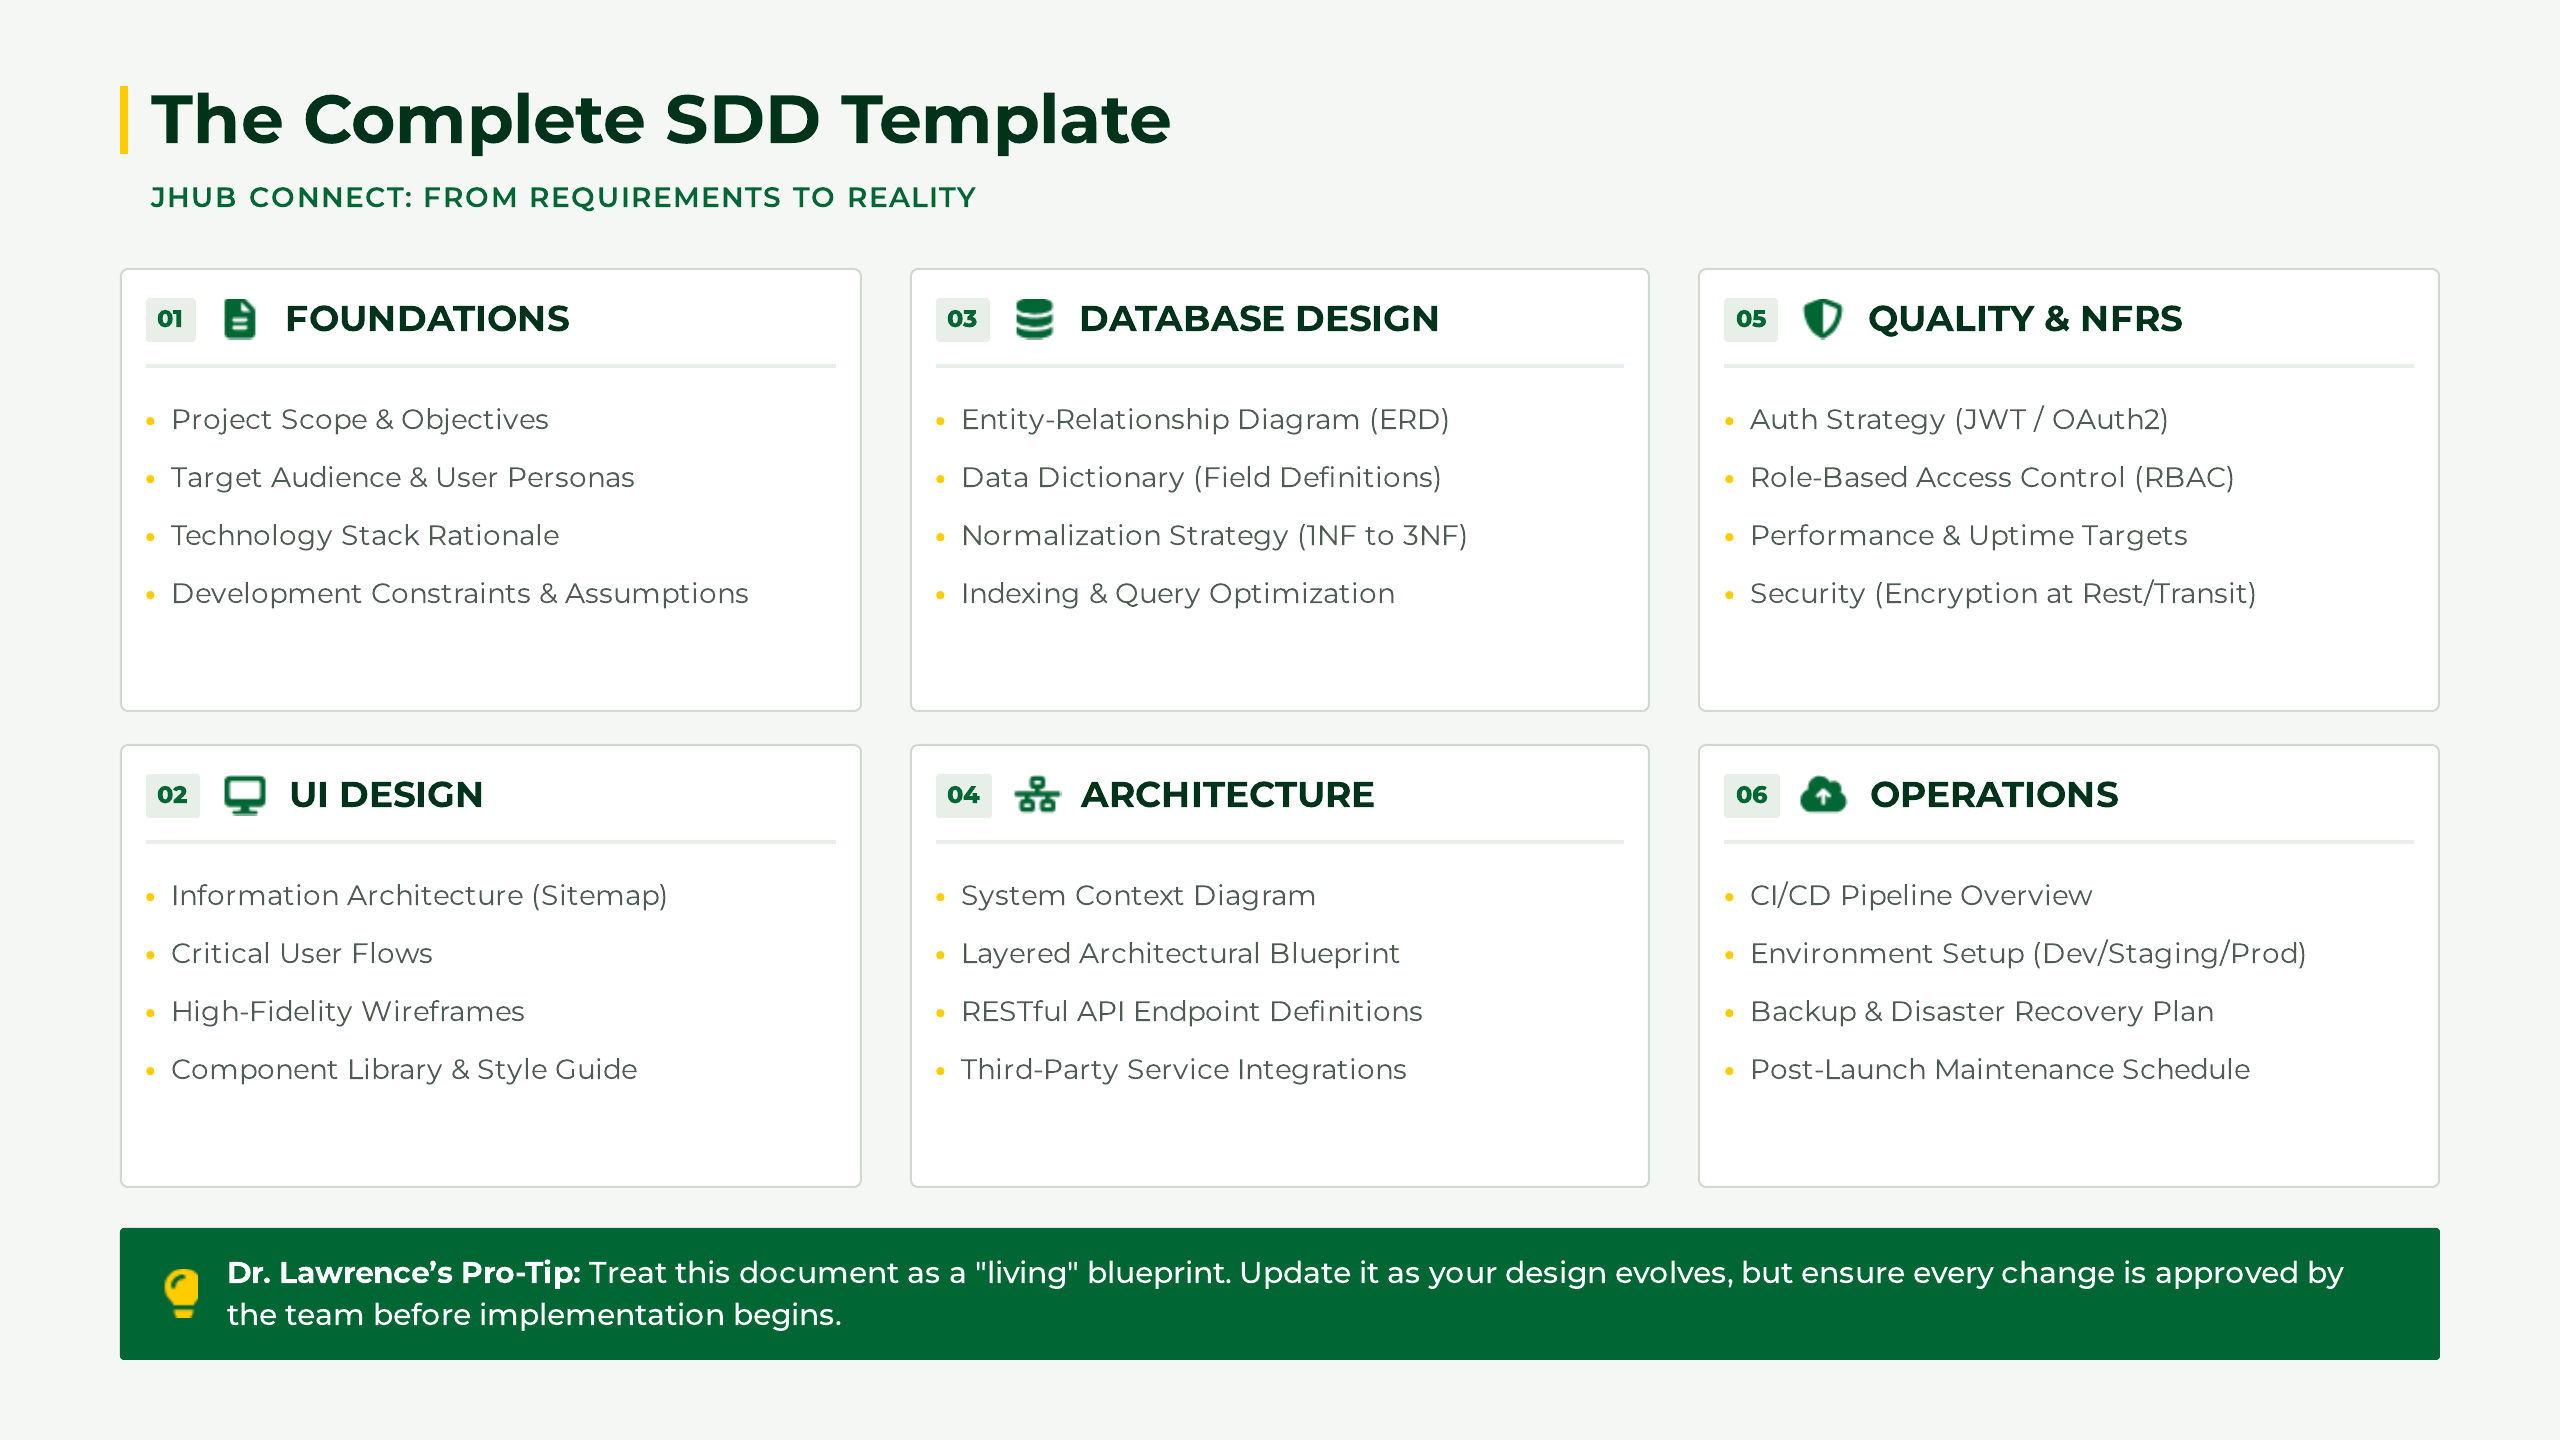 The Complete SDD Template
JHUB CONNECT: FROM REQUIREMENTS TO REALITY
01 FOUNDATIONS
• Project Scope & Objectives
• Target Audience & User Personas
• Technology Stack Rationale
• Development Constraints & Assumptions
02 UI DESIGN
• Information Architecture (Sitemap)
• Critical User Flows
• High-Fidelity Wireframes
• Component Library & Style Guide
03 DATABASE DESIGN
• Entity-Relationship Diagram (ERD)
• Data Dictionary (Field Definitions)
• Normalization Strategy (1NF to 3NF)
• Indexing & Query Optimization
04 ARCHITECTURE
• System Context Diagram
• Layered Architectural Blueprint
• RESTful API Endpoint Definitions
• Third-Party Service Integrations
05 QUALITY & NFRS
• Auth Strategy (JWT / OAuth2)
• Role-Based Access Control (RBAC)
• Performance & Uptime Targets
• Security (Encryption at Rest/Transit)
06 OPERATIONS
• CI/CD Pipeline Overview
• Environment Setup (Dev/Staging/Prod)
• Backup & Disaster Recovery Plan
• Post-Launch Maintenance Schedule
Dr. Lawrence’s Pro-Tip: Treat this document as a "living" blueprint. Update it as your design evolves, but ensure every change is approved by
the team before implementation begins.